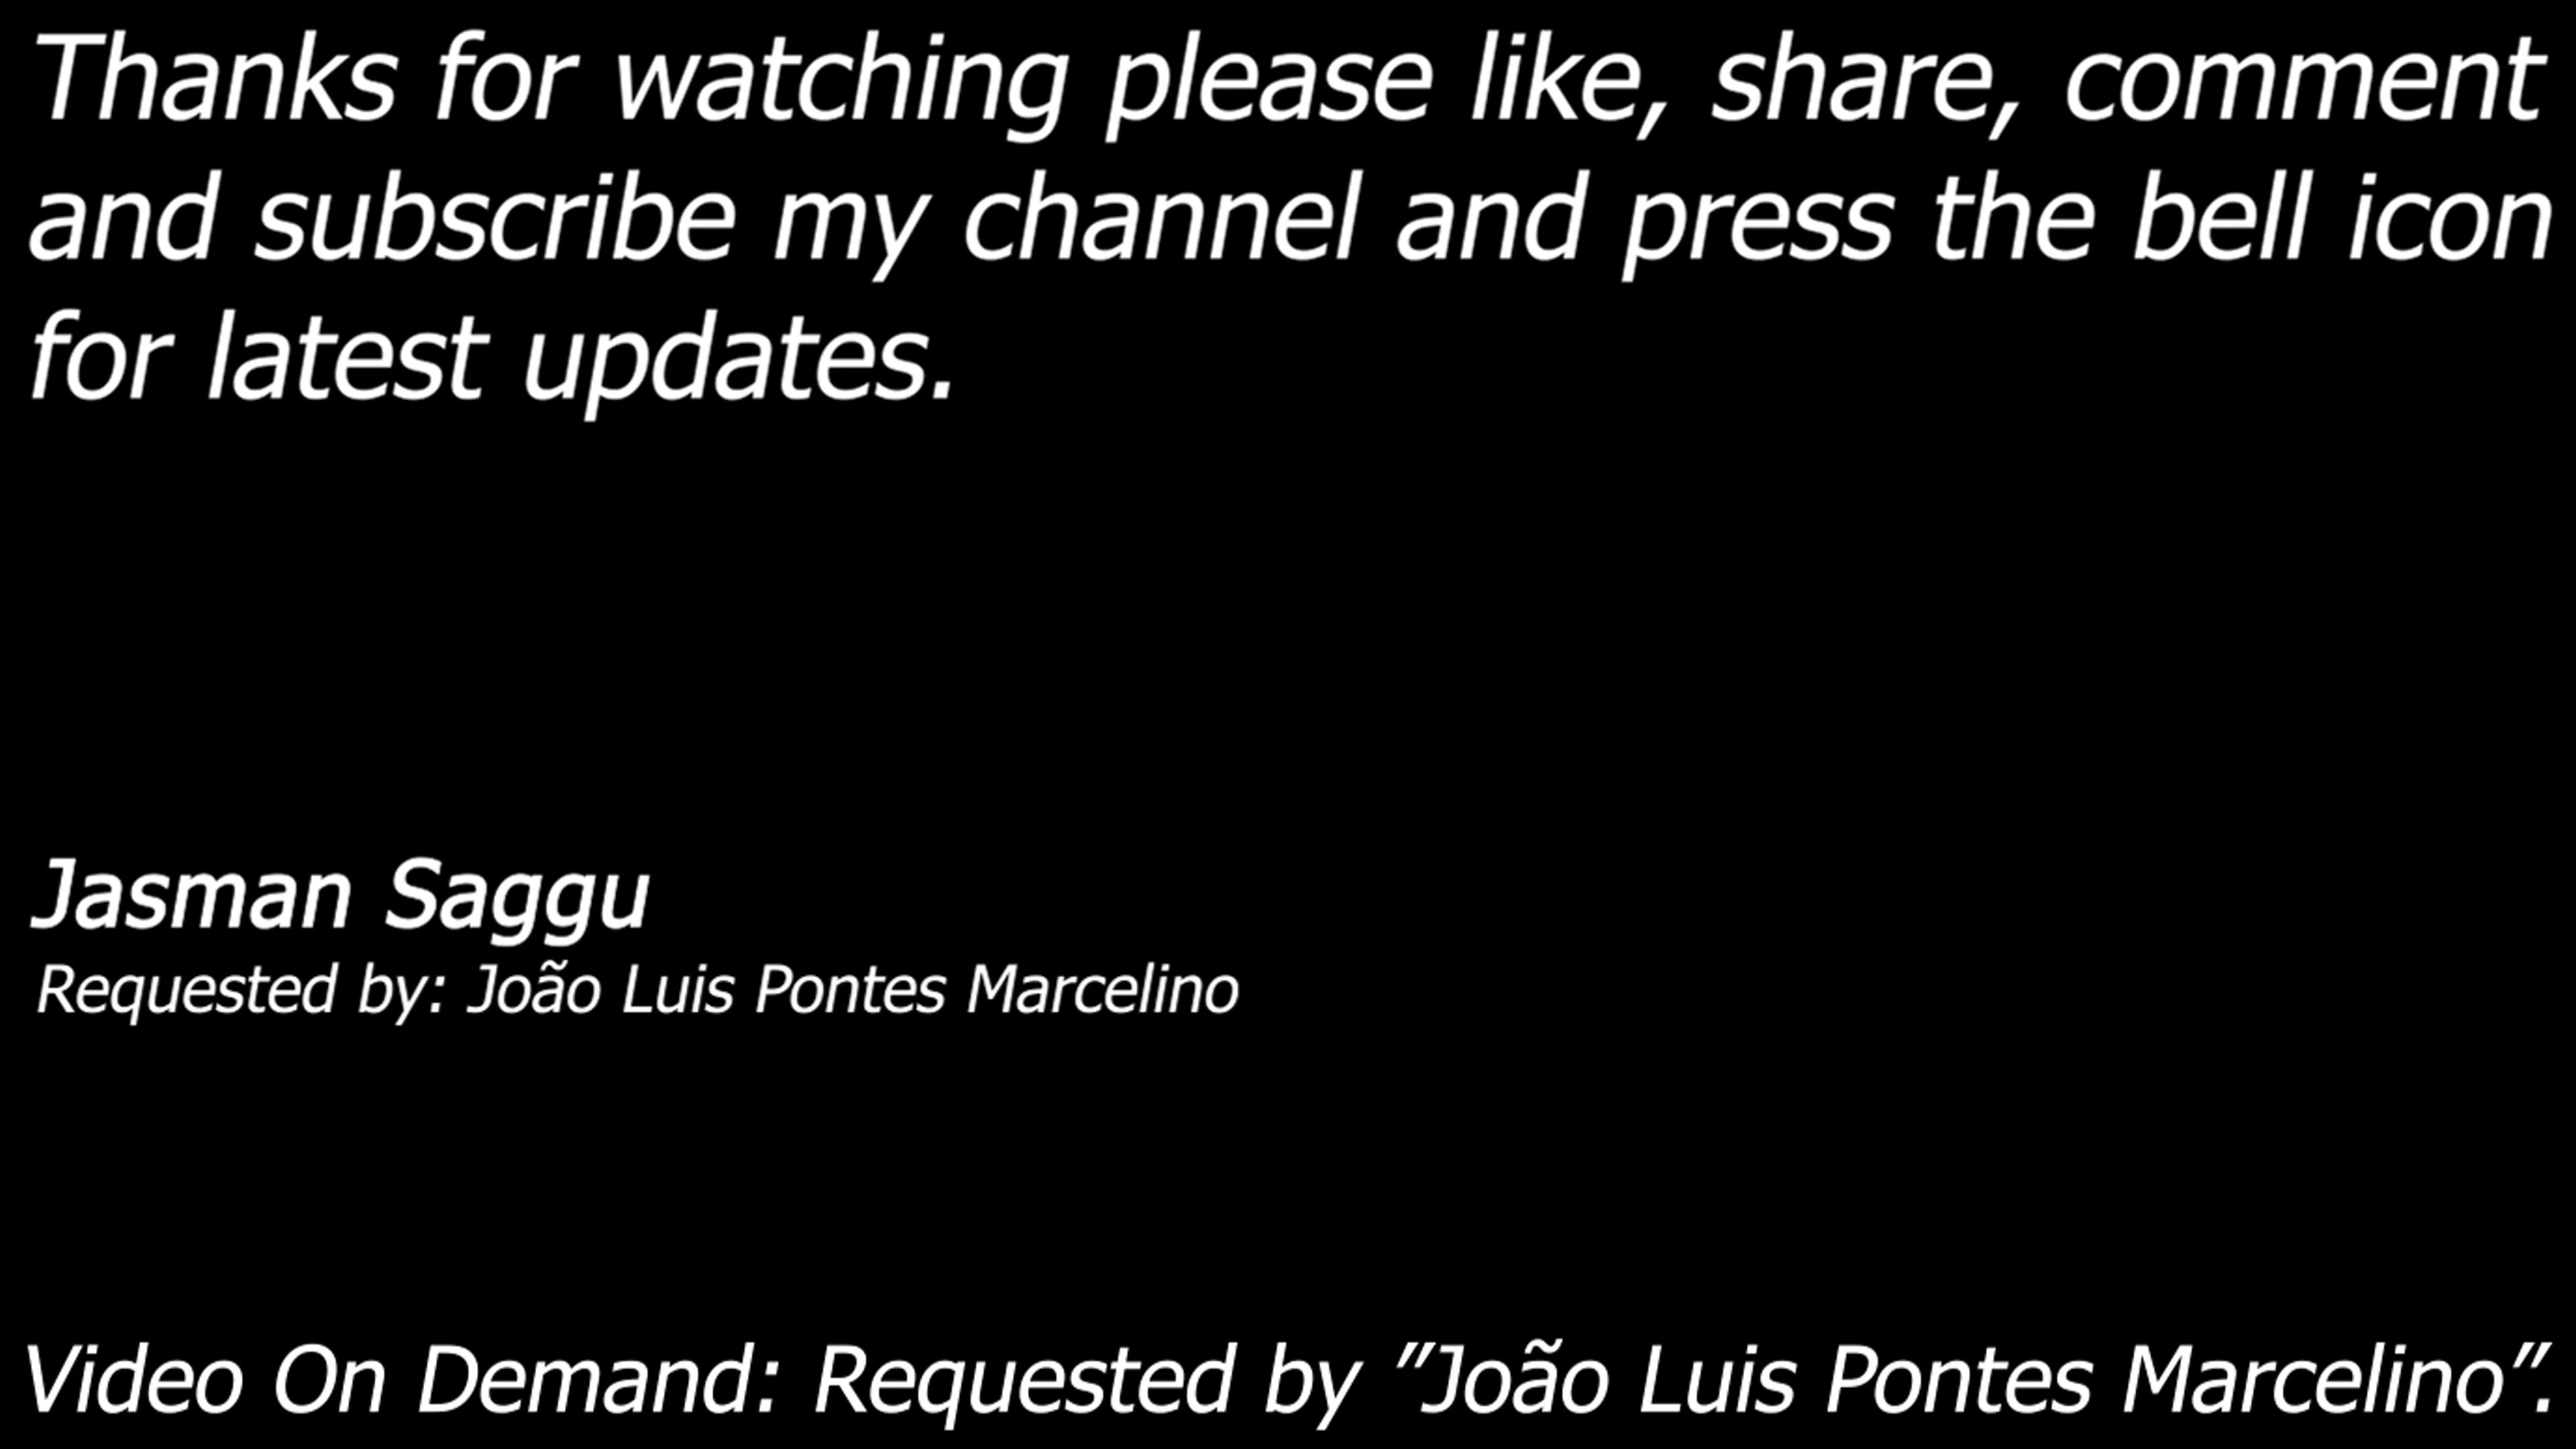 Thanks for watching please like, share, comment
and subscribe my channel and press the bell icon
for latest updates.
Jasman Saggu
Requested by: João Luis Pontes Marcelino
Video On Demand: Requested by ”João Luis Pontes Marcelino”.